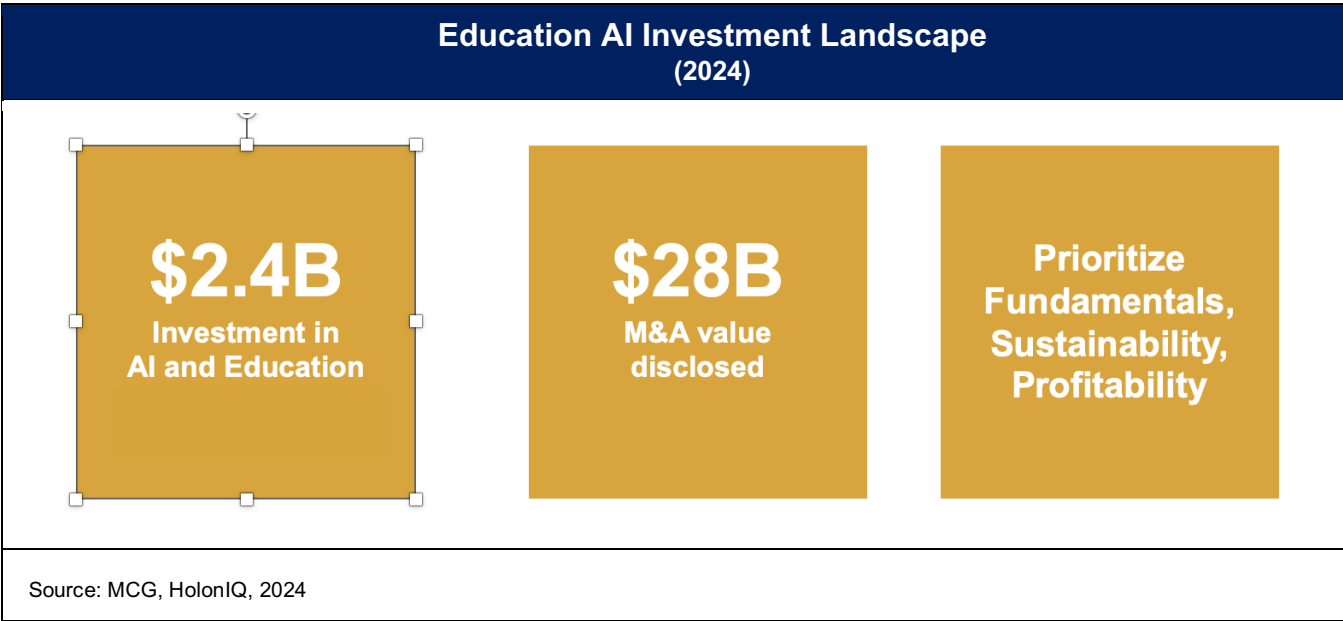 Education AI Investment Landscape
(2024)
$2.4B
Investment in
AI and Education
$28B
M&A value
disclosed
Prioritize
Fundamentals,
Sustainability,
Profitability
Source: MCG, HolonIQ, 2024